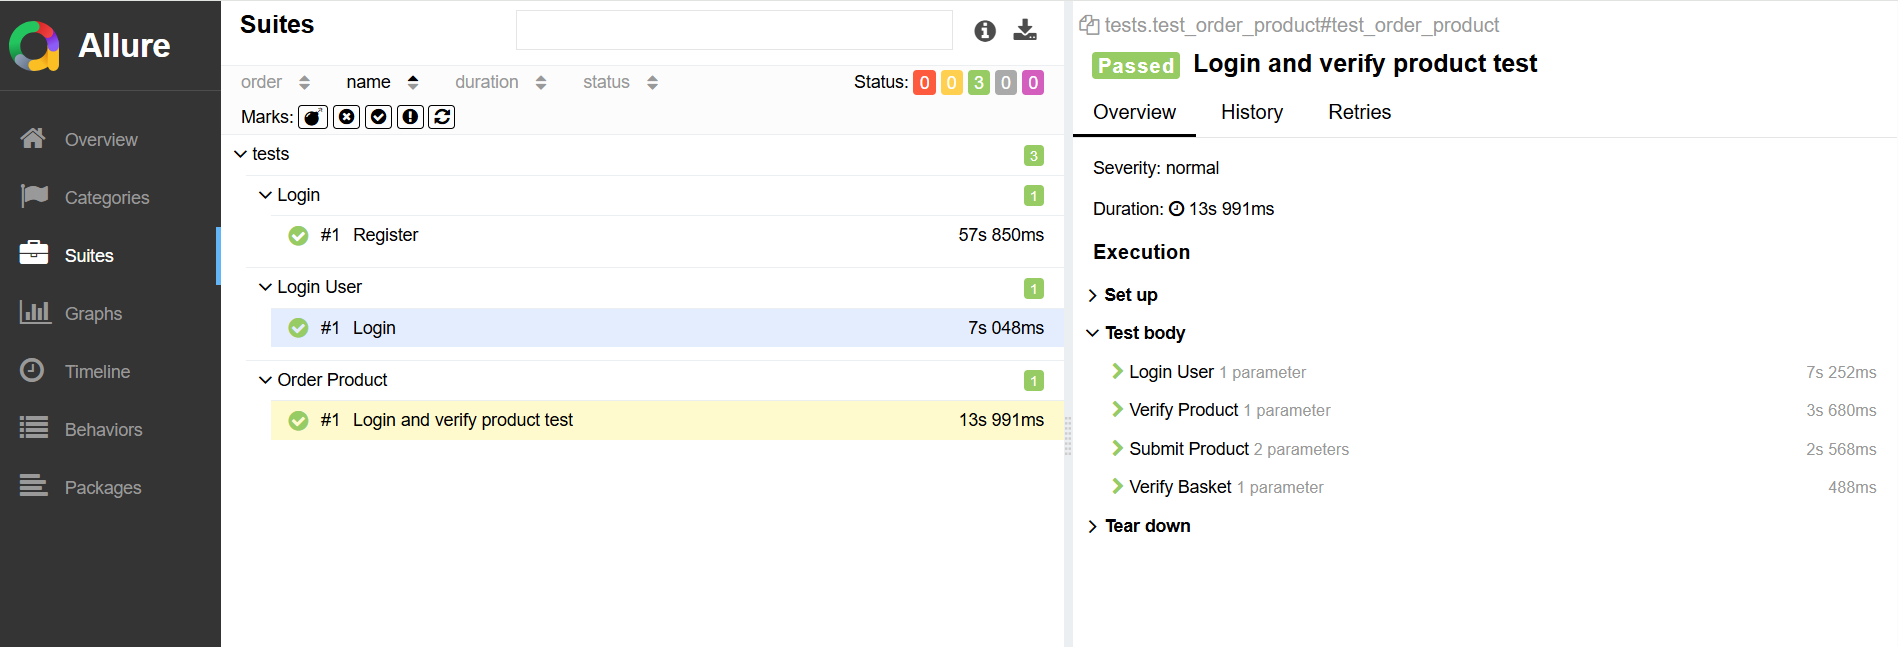 Allure
Overview
Categories
Suites
Graphs
Timeline
Behaviors
Packages
Suites
order name duration status Status: 0 0 3 0 0
Marks:
tests 3
Login 1
#1 Register 57s 850ms
Login User 1
#1 Login 7s 048ms
Order Product 1
#1 Login and verify product test 13s 991ms
tests.test_order_product#test_order_product
Passed Login and verify product test
Overview History Retries
Severity: normal
Duration: 13s 991ms
Execution
Set up
Test body
Login User 1 parameter 7s 252ms
Verify Product 1 parameter 3s 680ms
Submit Product 2 parameters 2s 568ms
Verify Basket 1 parameter 488ms
Tear down